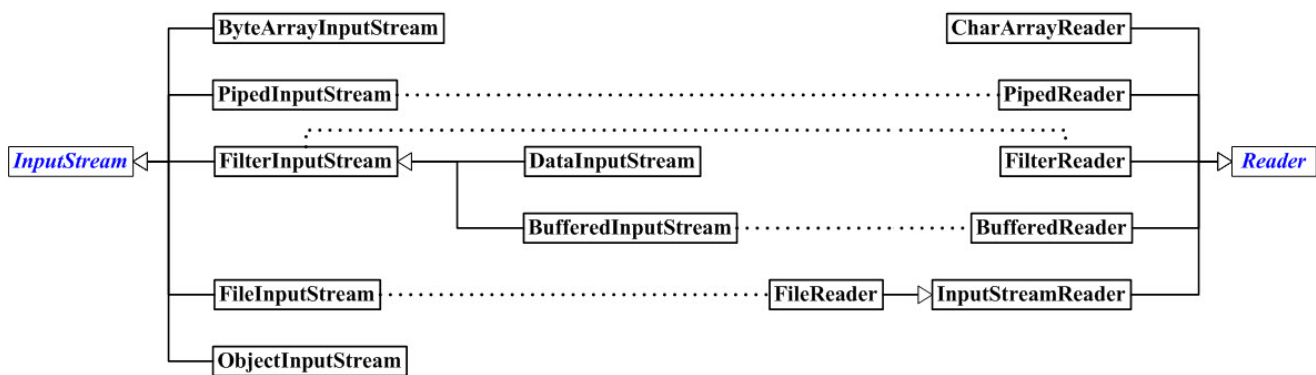 ByteArrayInputStream CharArrayReader
PipedInputStream PipedReader
InputStream FilterInputStream DataInputStream FilterReader Reader
BufferedInputStream BufferedReader
FileInputStream FileReader InputStreamReader
ObjectInputStream